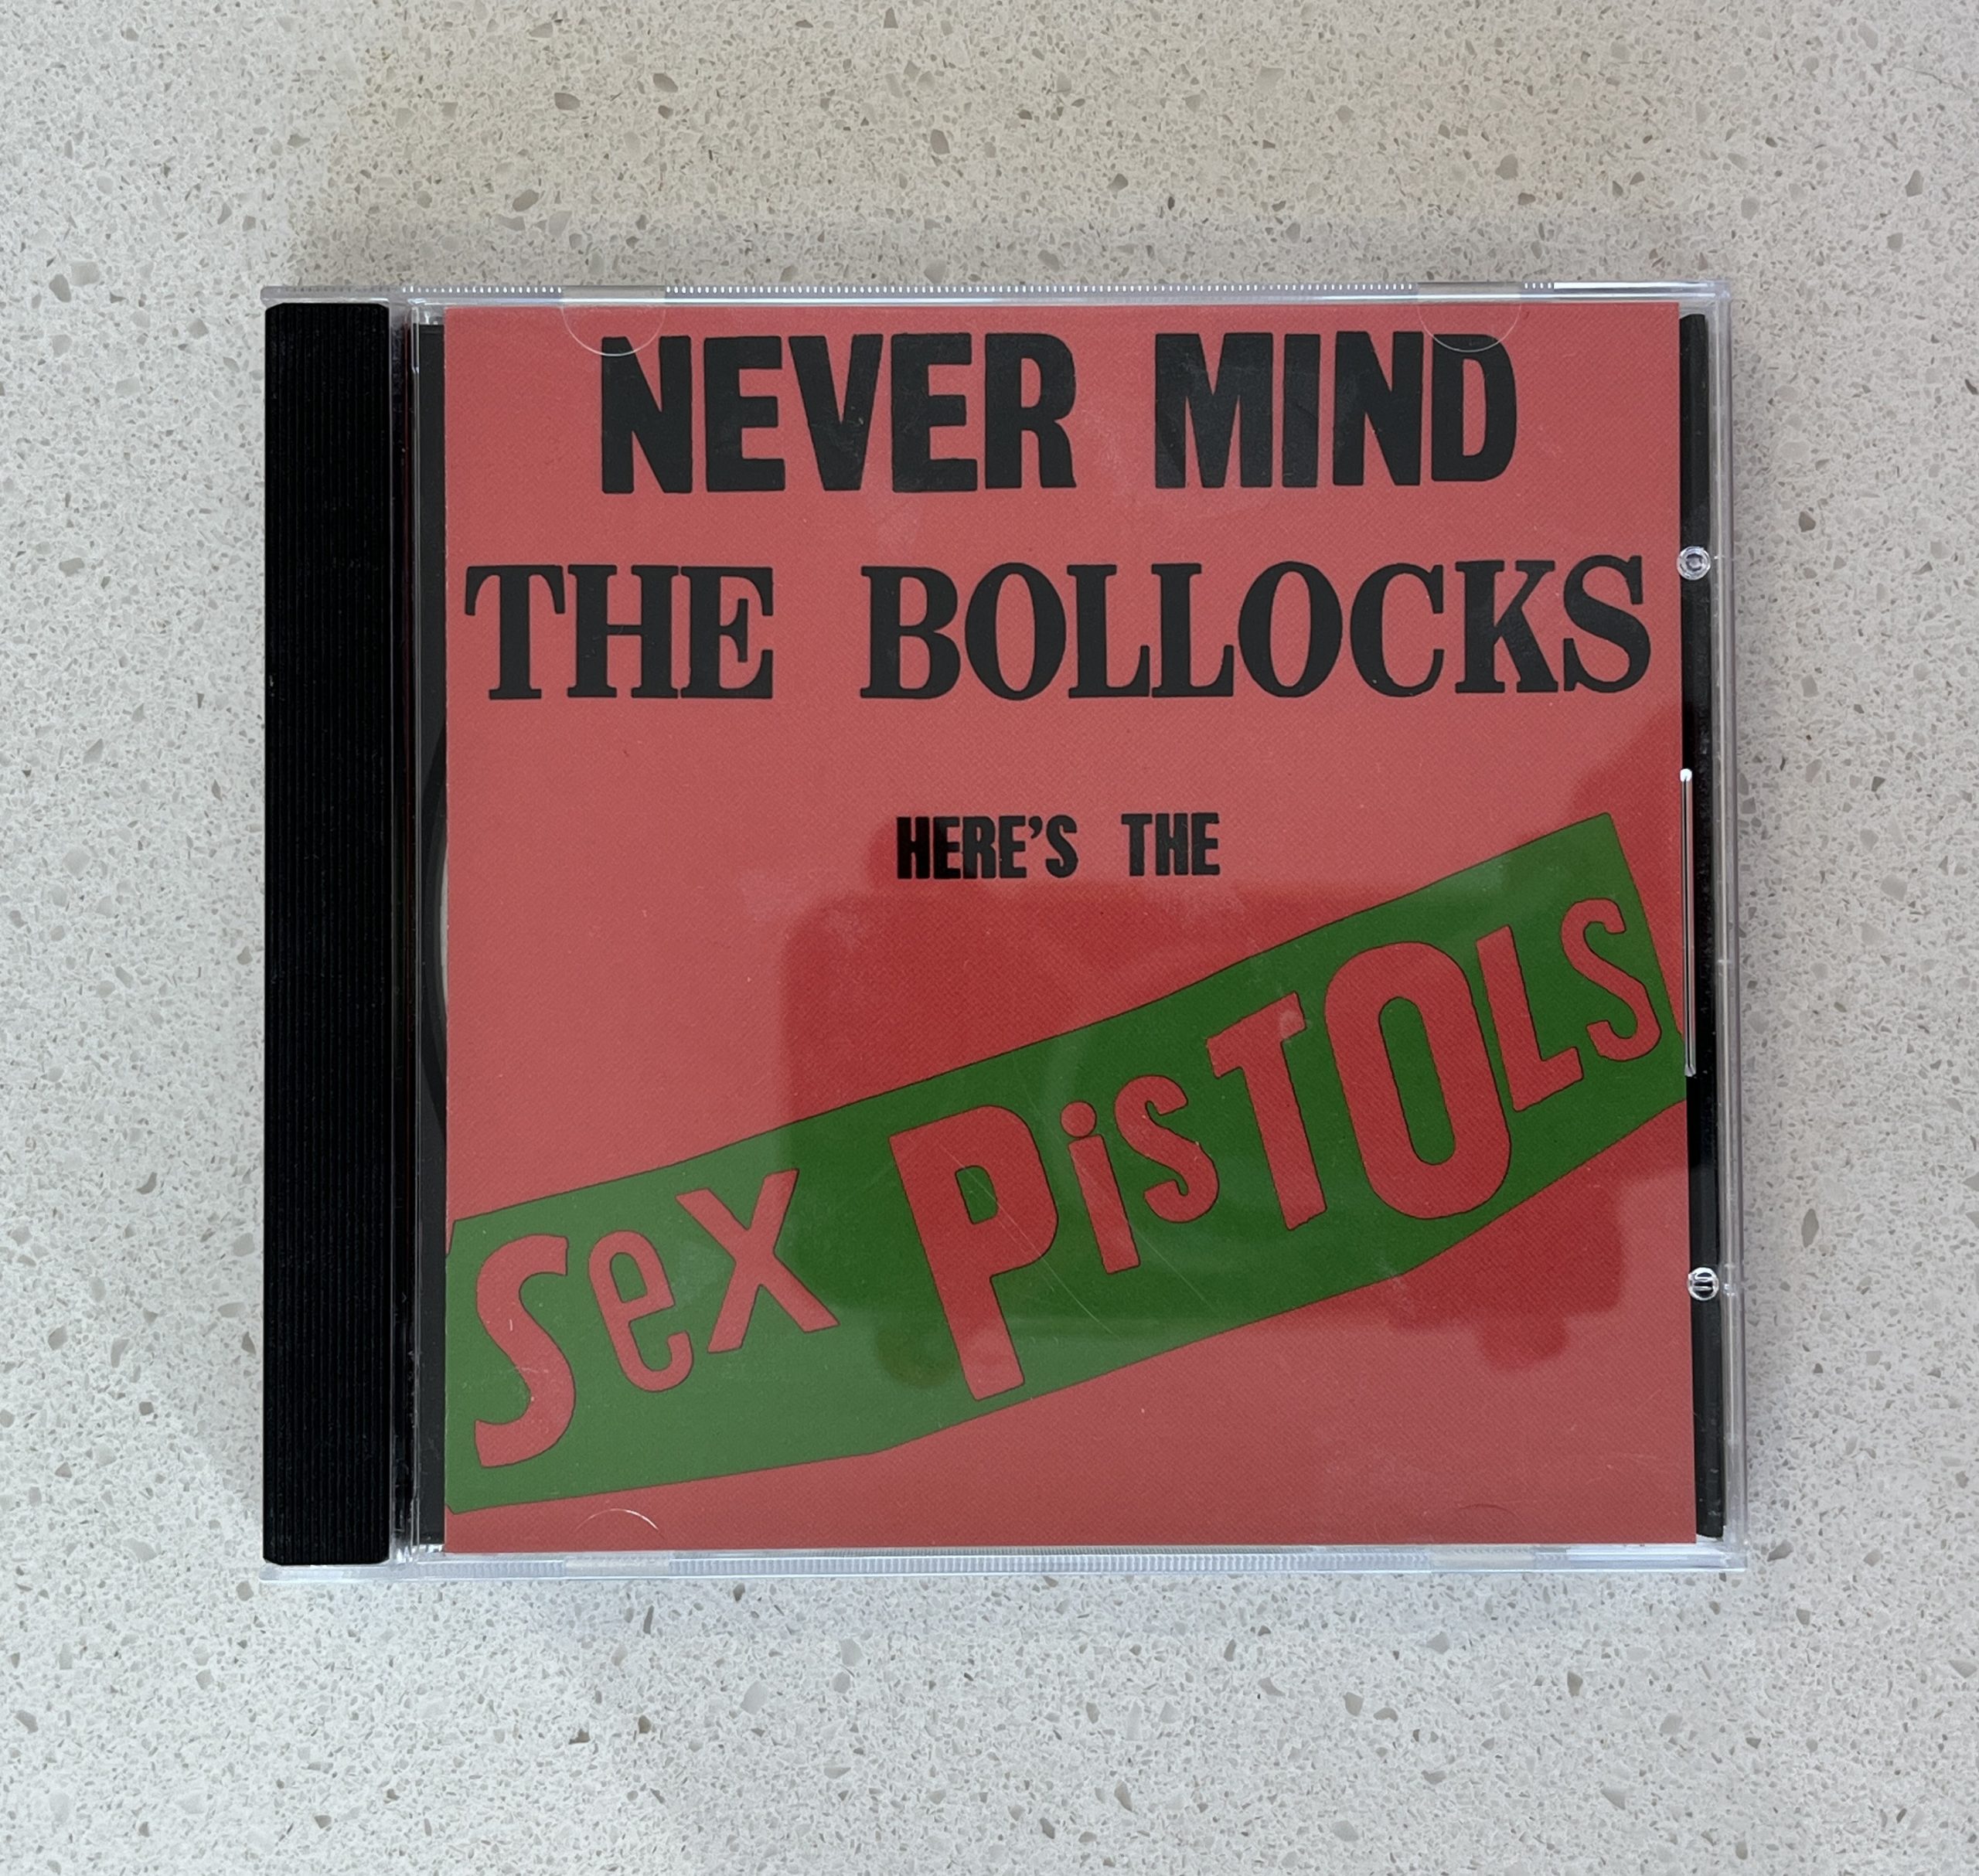 NEVER MIND
THE BOLLOCKS
HERE'S THE
Sex PisTOLS